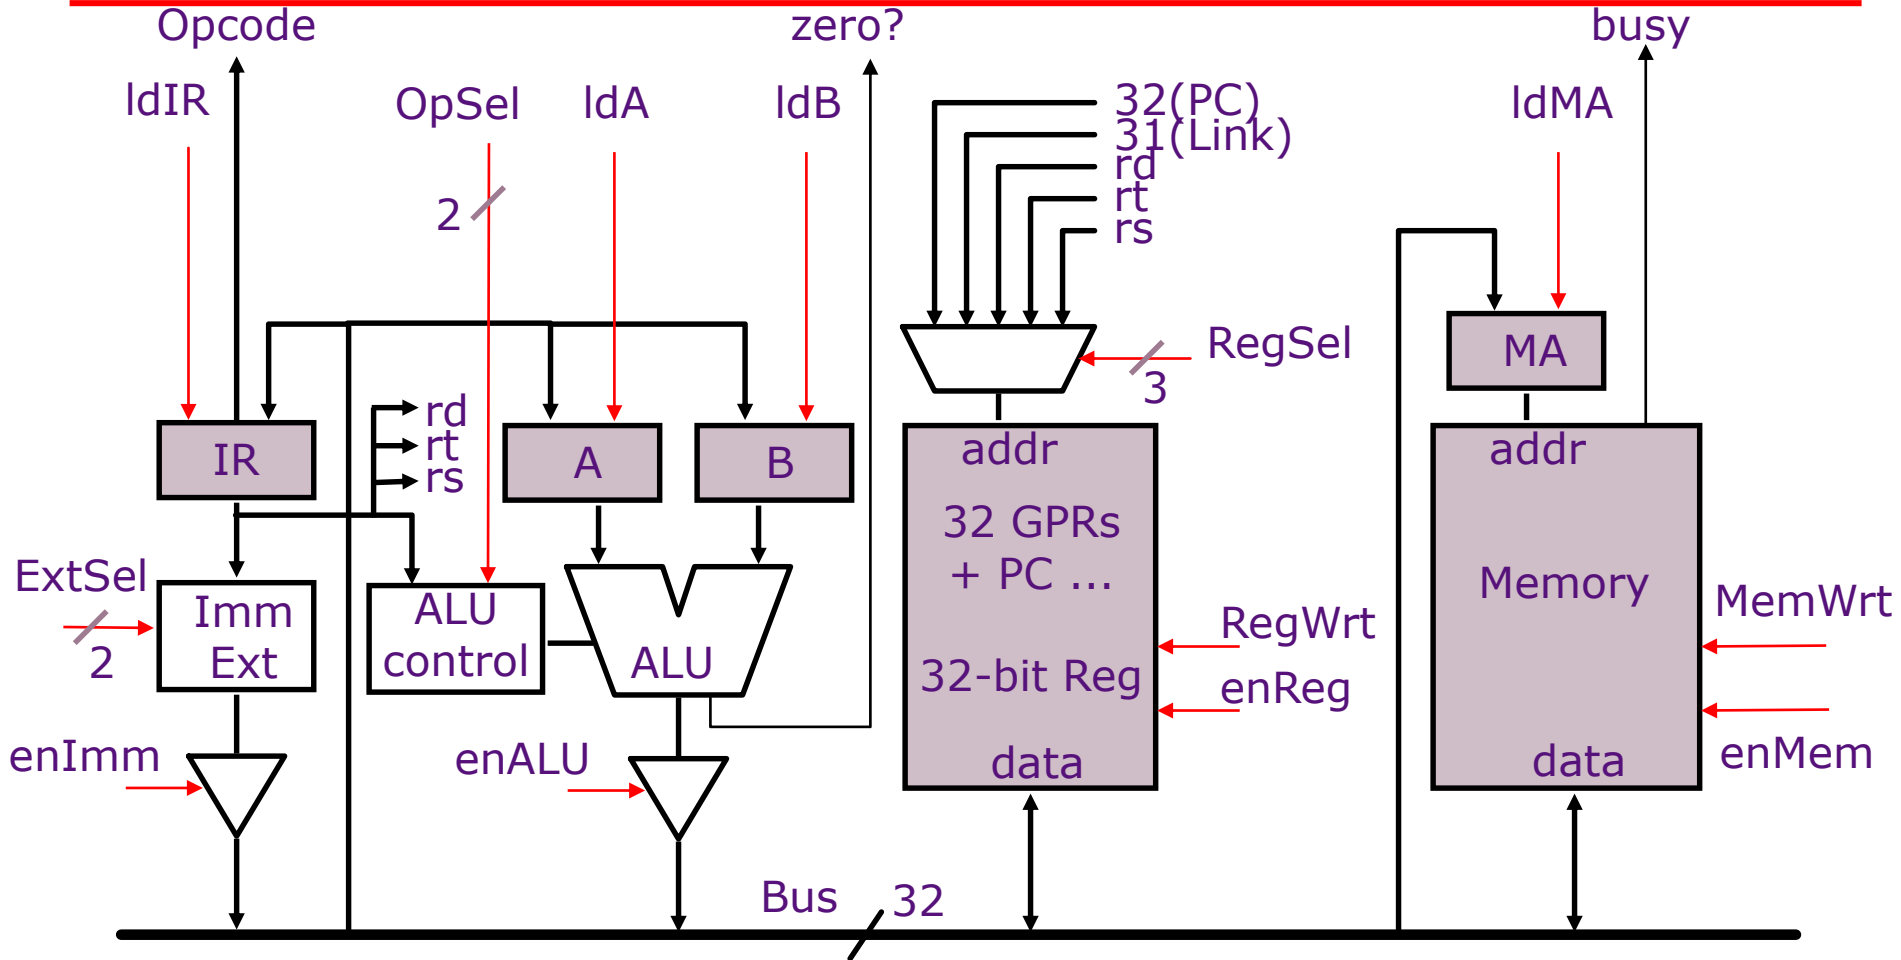 Opcode
zero?
busy
ldIR
OpSel
ldA
ldB
32(PC)
31(Link)
rd
rt
rs
ldMA
2
RegSel
3
MA
rd
rt
rs
IR
A
B
addr
32 GPRs
+ PC ...
32-bit Reg
data
addr
Memory
data
ExtSel
2
Imm
Ext
ALU
control
ALU
RegWrt
enReg
MemWrt
enMem
enImm
enALU
Bus
32